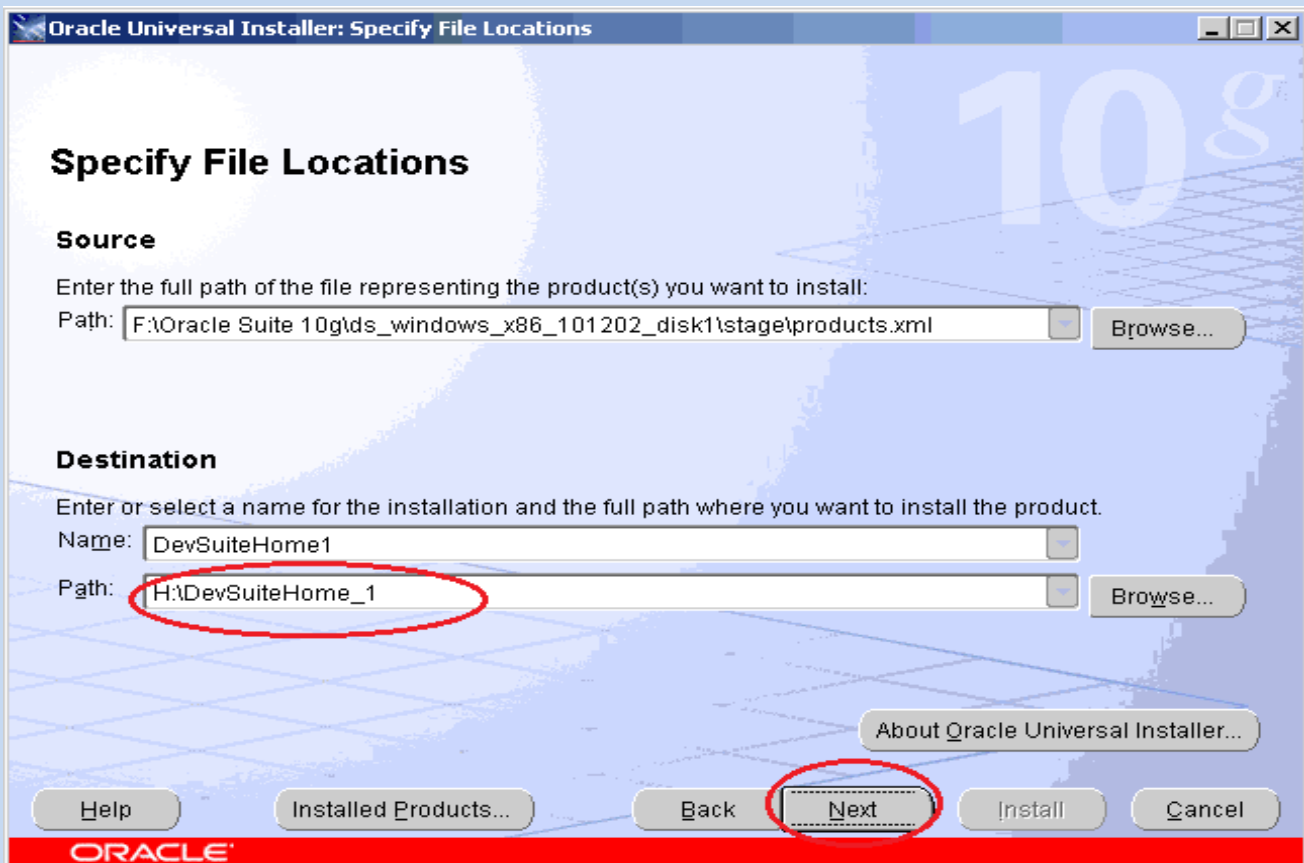 Oracle Universal Installer: Specify File Locations
10g
Specify File Locations
Source
Enter the full path of the file representing the product(s) you want to install:
Path: F:\Oracle Suite 10g\ds_windows_x86_101202_disk1\stage\products.xml Browse...
Destination
Enter or select a name for the installation and the full path where you want to install the product.
Name: DevSuiteHome1
Path: H:\DevSuiteHome_1 Browse...
About Oracle Universal Installer...
Help Installed Products... Back Next Install Cancel
ORACLE